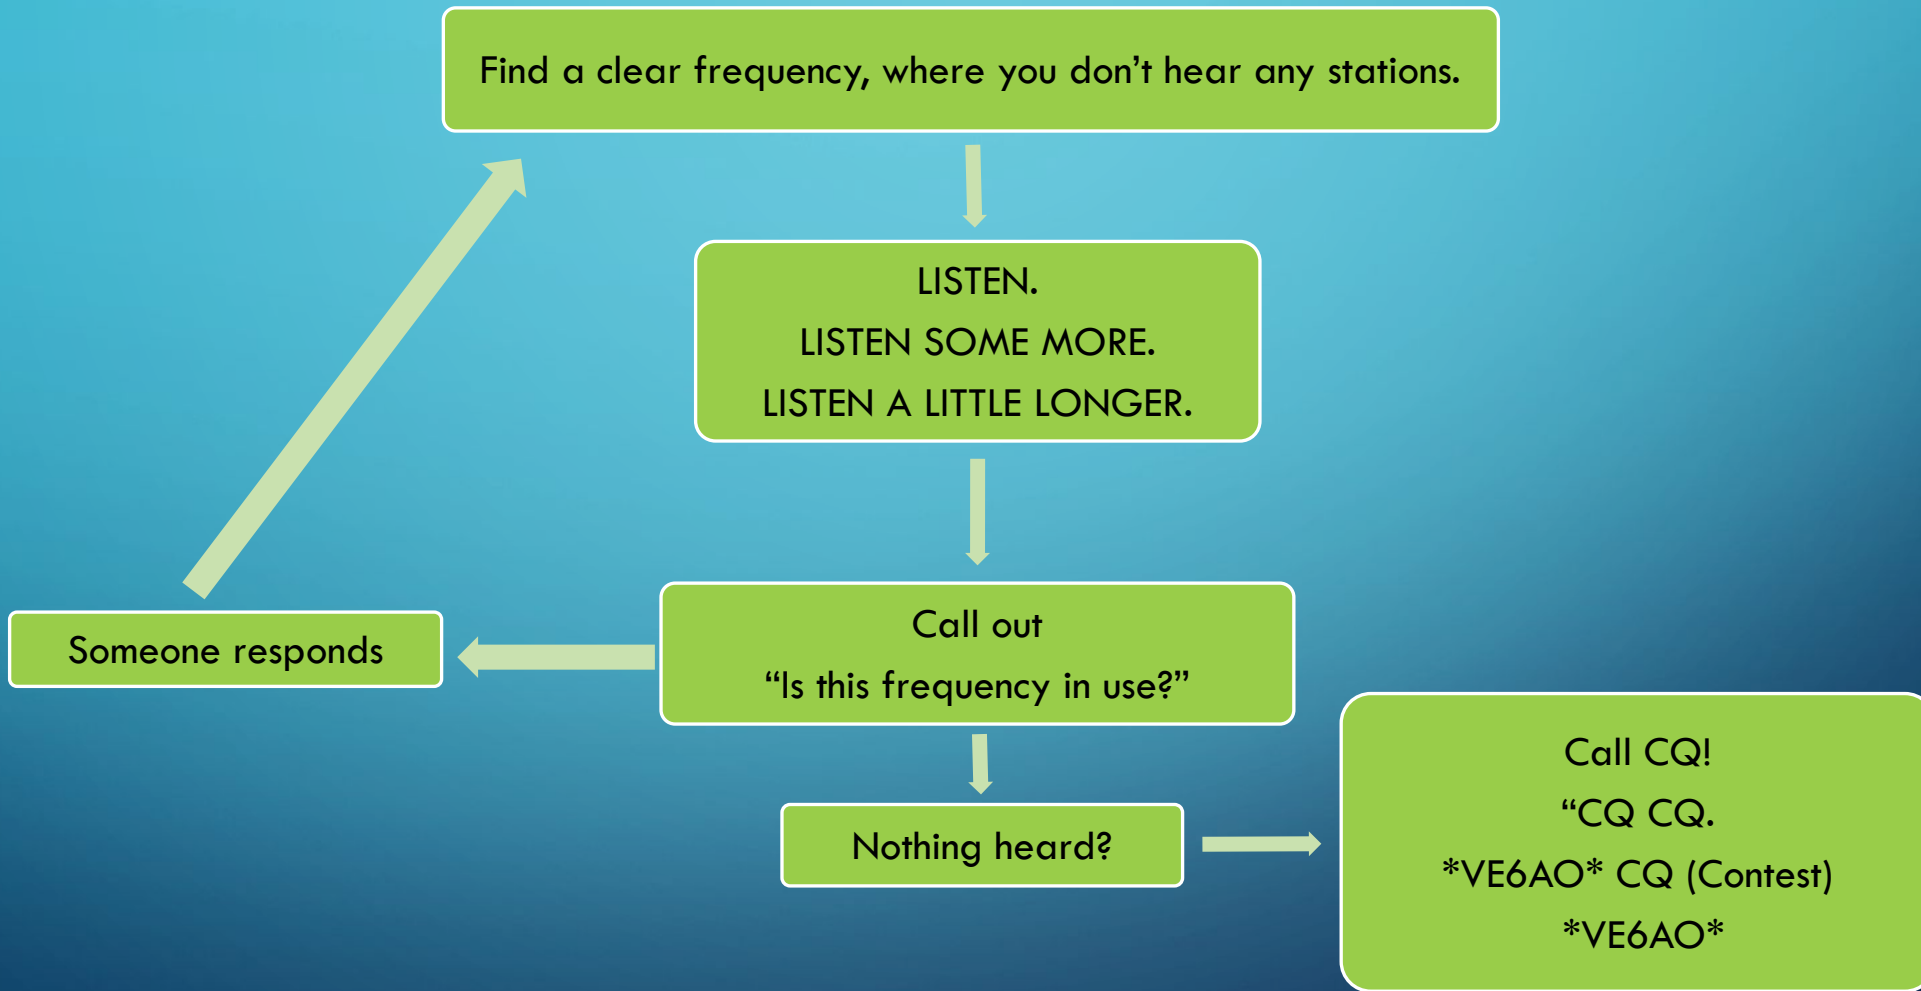 Find a clear frequency, where you don’t hear any stations.
LISTEN.
LISTEN SOME MORE.
LISTEN A LITTLE LONGER.
Call out
“Is this frequency in use?”
Someone responds
Nothing heard?
Call CQ!
“CQ CQ.
*VE6AO* CQ (Contest)
*VE6AO*